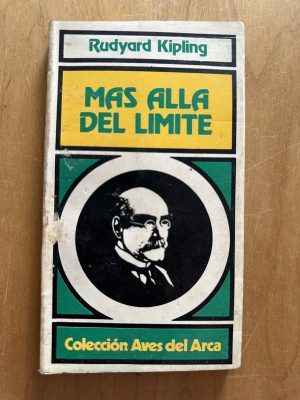 Rudyard Kipling
MAS ALLA
DEL LIMITE
Colección Aves del Arca